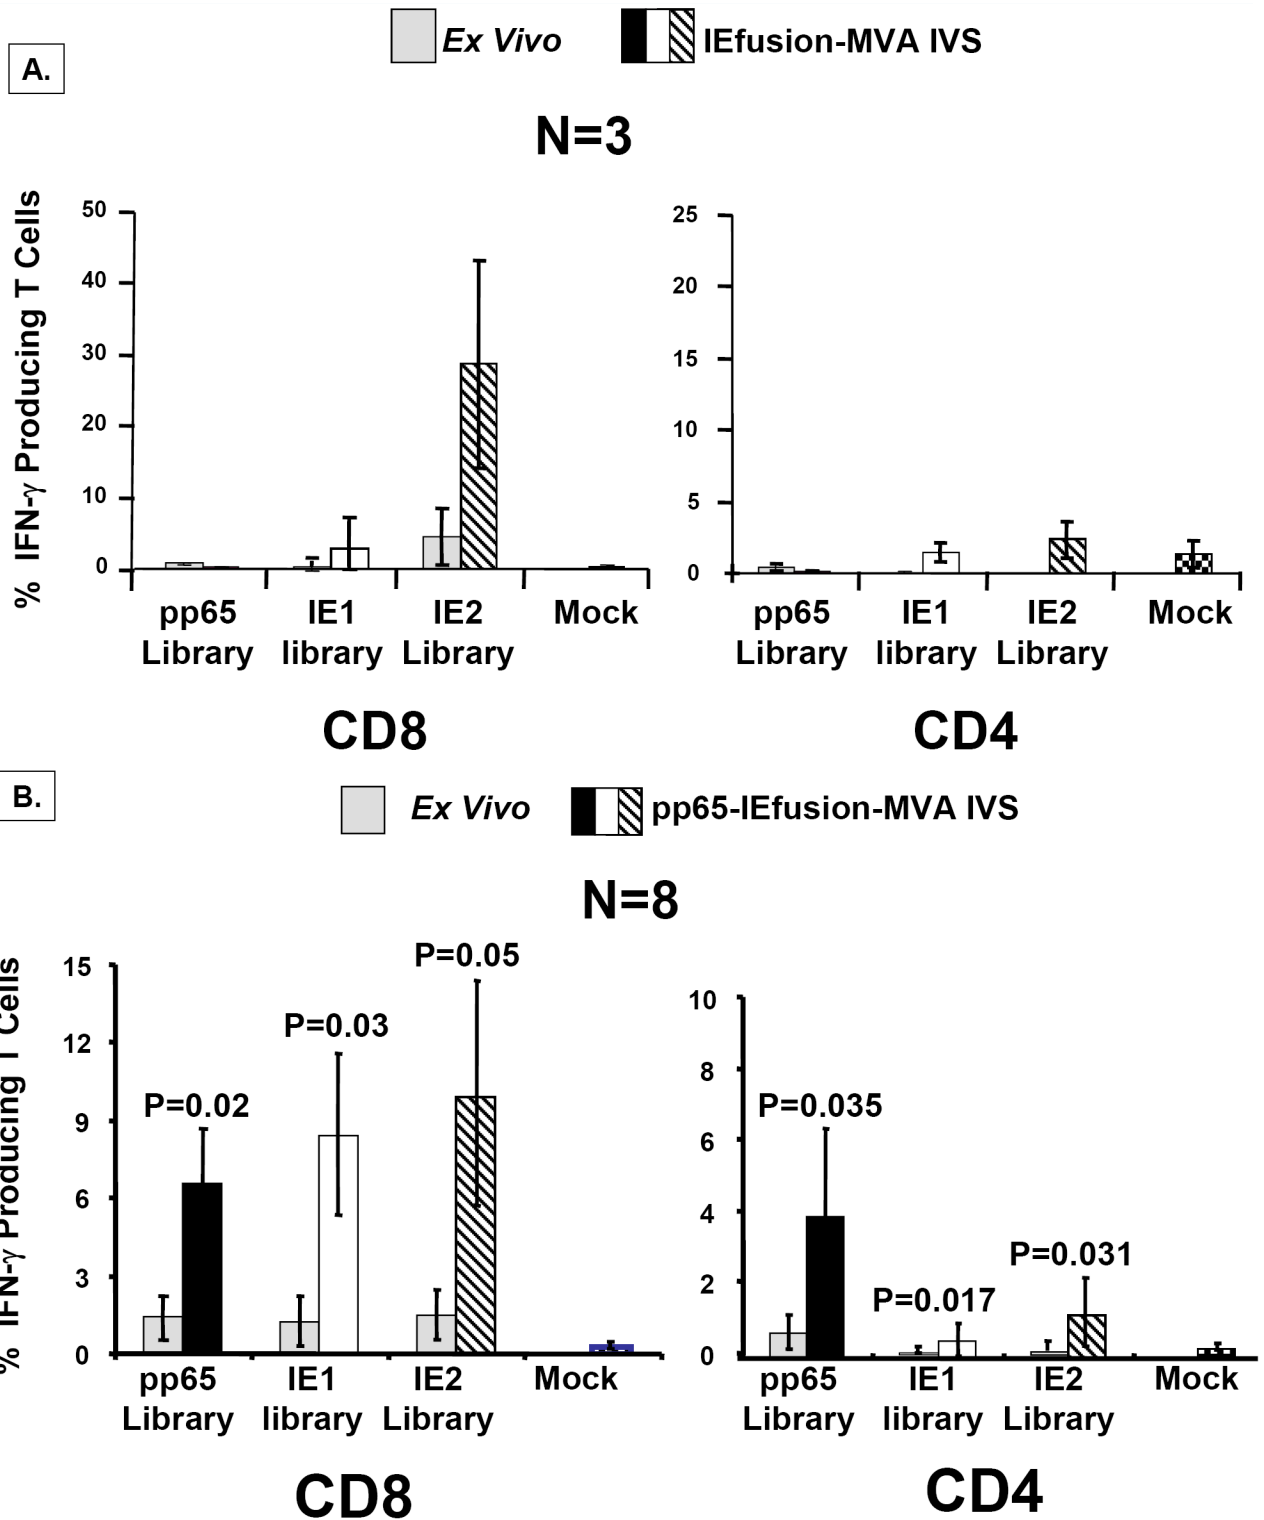 Ex Vivo IEfusion-MVA IVS
A.
N=3
% IFN-γ Producing T Cells
50
40
30
20
10
0
pp65 IE1 IE2 Mock
Library library Library
CD8
25
20
15
10
5
0
pp65 IE1 IE2 Mock
Library library Library
CD4
B.
Ex Vivo pp65-IEfusion-MVA IVS
N=8
% IFN-γ Producing T Cells
15
12
9
6
3
0
P=0.02
P=0.03
P=0.05
pp65 IE1 IE2 Mock
Library library Library
CD8
10
8
6
4
2
0
P=0.035
P=0.017
P=0.031
pp65 IE1 IE2 Mock
Library library Library
CD4